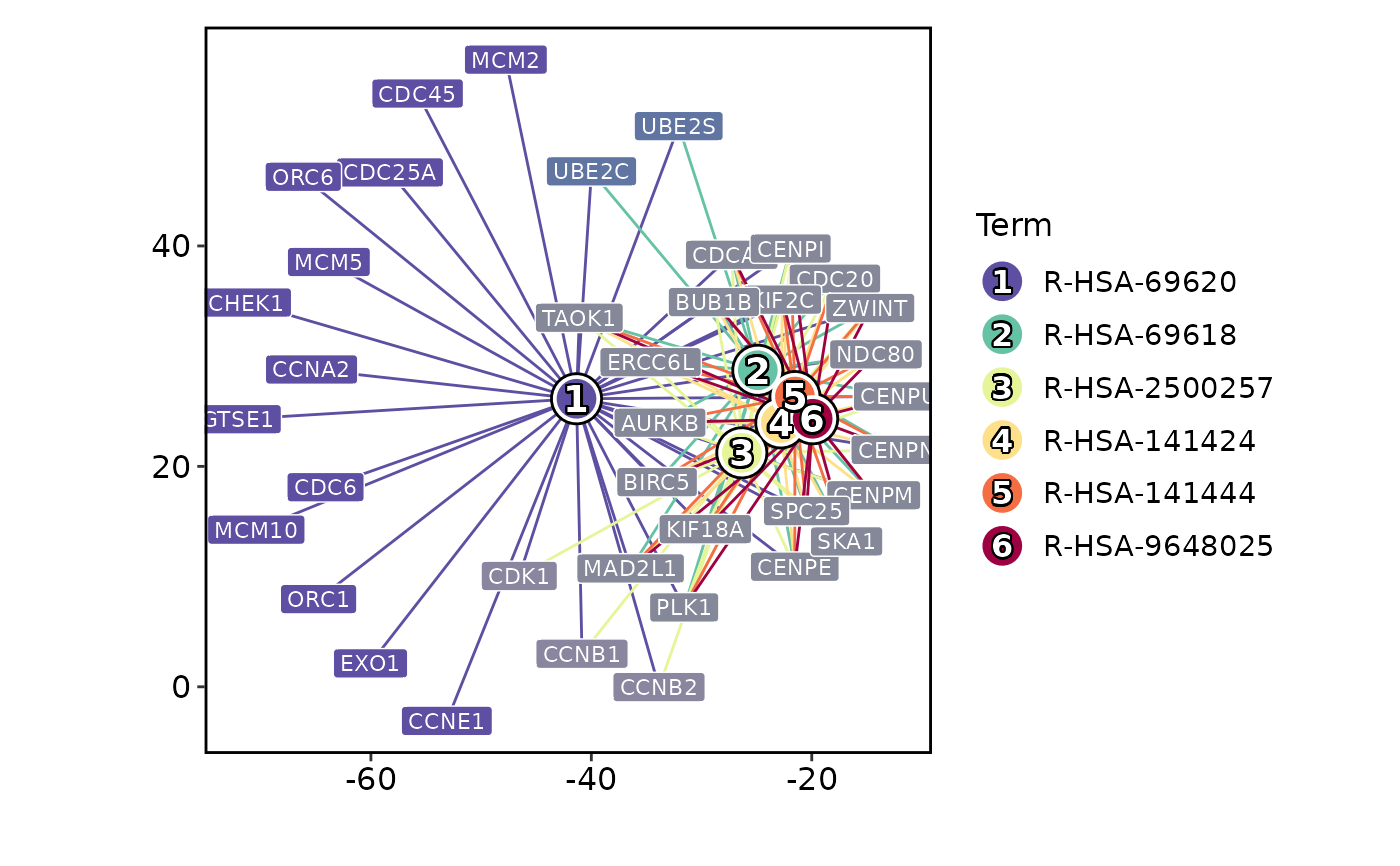 MCM2
CDC45
UBE2S
UBE2C
CDC25A
ORC6
40
CENPI
MCM5
CDC20
CHEK1
BUB1B
KIF2C
ZWINT
TAOK1
NDC80
ERCC6L
CCNA2
2
5
1
6
4
GTSE1
AURKB
3
20
CDC6
BIRC5
CENPM
SPC25
MCM10
KIF18A
SKA1
MAD2L1
CENPE
CDK1
ORC1
PLK1
CCNB1
EXO1
CCNB2
0
CCNE1
-60
-40
-20
Term
1 R-HSA-69620
2 R-HSA-69618
3 R-HSA-2500257
4 R-HSA-141424
5 R-HSA-141444
6 R-HSA-9648025